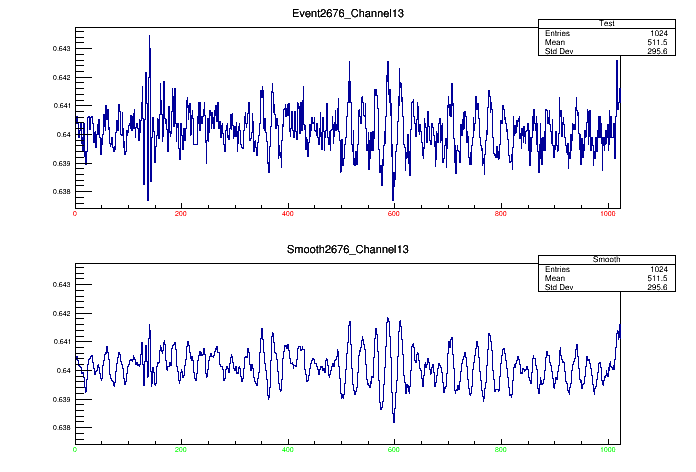 Event2676_Channel13
Test
Entries 1024
Mean 511.5
Std Dev 295.6
0.643
0.642
0.641
0.64
0.639
0.638
0 200 400 600 800 1000
Smooth2676_Channel13
Smooth
Entries 1024
Mean 511.5
Std Dev 295.6
0.643
0.642
0.641
0.64
0.639
0.638
0 200 400 600 800 1000